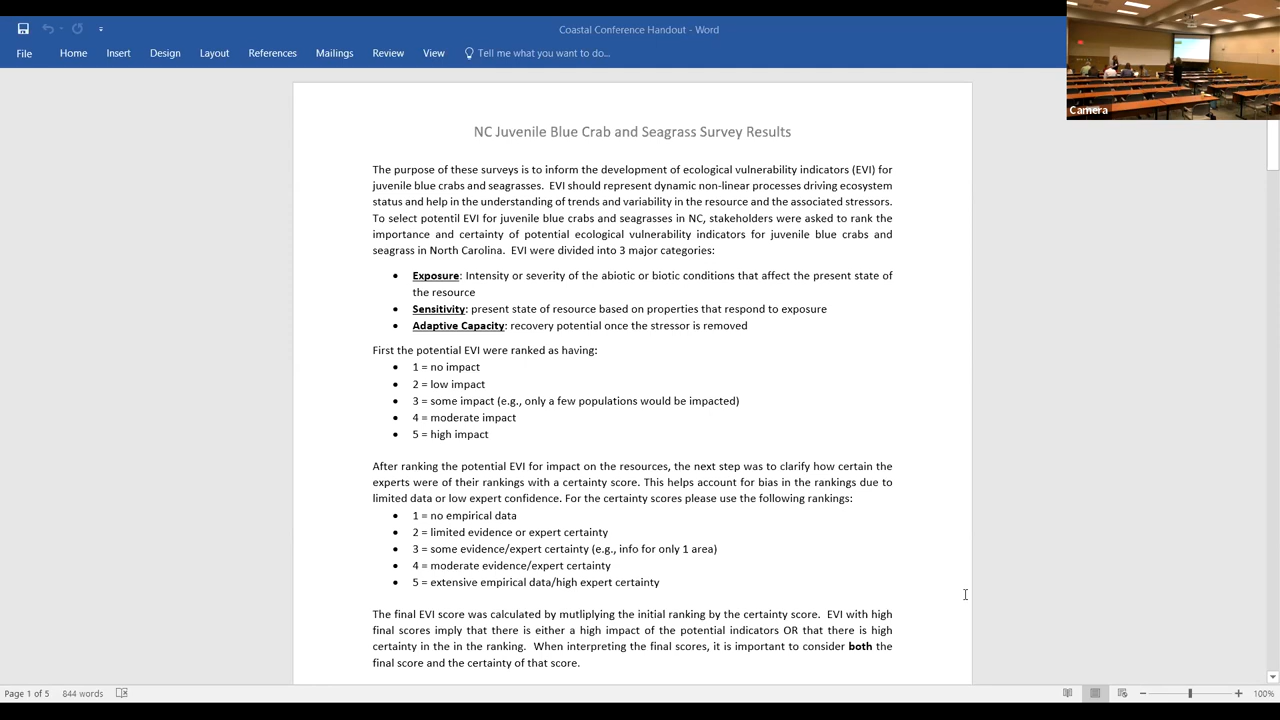 Coastal Conference Handout - Word
File Home Insert Design Layout References Mailings Review View Tell me what you want to do...
Camera
NC Juvenile Blue Crab and Seagrass Survey Results
The purpose of these surveys is to inform the development of ecological vulnerability indicators (EVI) for
juvenile blue crabs and seagrasses. EVI should represent dynamic non-linear processes driving ecosystem
status and help in the understanding of trends and variability in the resource and the associated stressors.
To select potentil EVI for juvenile blue crabs and seagrasses in NC, stakeholders were asked to rank the
importance and certainty of potential ecological vulnerability indicators for juvenile blue crabs and
seagrass in North Carolina. EVI were divided into 3 major categories:
• Exposure: Intensity or severity of the abiotic or biotic conditions that affect the present state of
the resource
• Sensitivity: present state of resource based on properties that respond to exposure
• Adaptive Capacity: recovery potential once the stressor is removed
First the potential EVI were ranked as having:
• 1 = no impact
• 2 = low impact
• 3 = some impact (e.g., only a few populations would be impacted)
• 4 = moderate impact
• 5 = high impact
After ranking the potential EVI for impact on the resources, the next step was to clarify how certain the
experts were of their rankings with a certainty score. This helps account for bias in the rankings due to
limited data or low expert confidence. For the certainty scores please use the following rankings:
• 1 = no empirical data
• 2 = limited evidence or expert certainty
• 3 = some evidence/expert certainty (e.g., info for only 1 area)
• 4 = moderate evidence/expert certainty
• 5 = extensive empirical data/high expert certainty
The final EVI score was calculated by mutliplying the initial ranking by the certainty score. EVI with high
final scores imply that there is either a high impact of the potential indicators OR that there is high
certainty in the in the ranking. When interpreting the final scores, it is important to consider both the
final score and the certainty of that score.
Page 1 of 5 844 words 100%